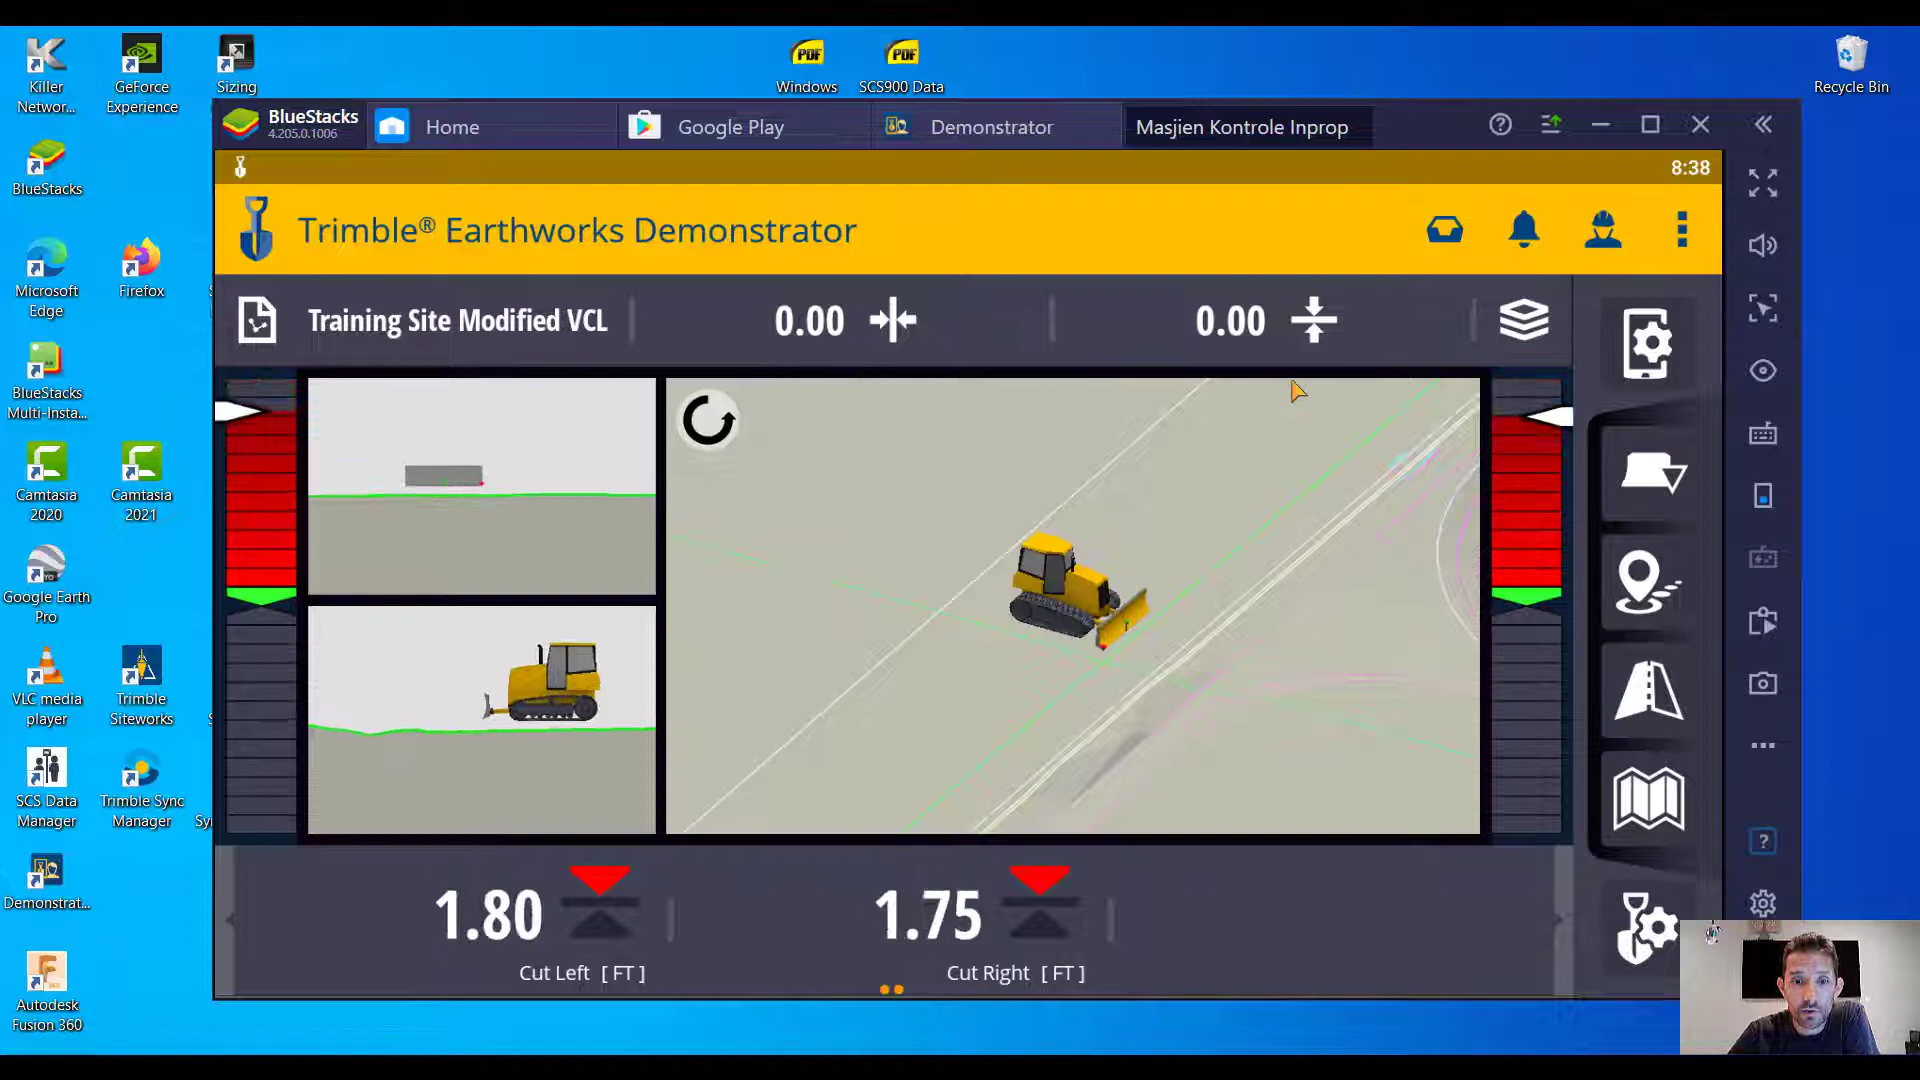 Killer
Networ...
GeForce
Experience
Sizing
PDF
Windows
PDF
SCS900 Data
Recycle Bin
BlueStacks
Microsoft
Edge
Firefox
BlueStacks
Multi-Insta...
Camtasia
2020
Camtasia
2021
Google Earth
Pro
VLC media
player
Trimble
Siteworks
SCS Data
Manager
Trimble Sync
Manager
Demonstrat...
Autodesk
Fusion 360
BlueStacks
4.205.0.1006
Home
Google Play
Demonstrator
Masjien Kontrole Inprop
8:38
Trimble® Earthworks Demonstrator
Training Site Modified VCL
0.00
0.00
1.80
Cut Left [ FT ]
1.75
Cut Right [ FT ]